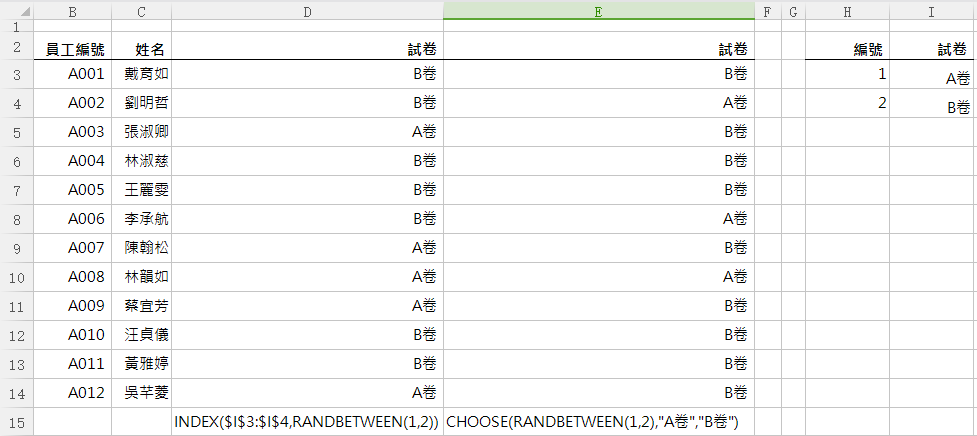 B C D E F G H I
1
2 員工編號 姓名 試卷 試卷 編號 試卷
3 A001 戴育如 B卷 B卷 1 A卷
4 A002 劉明哲 B卷 A卷 2 B卷
5 A003 張淑卿 A卷 B卷
6 A004 林淑慈 B卷 B卷
7 A005 王麗雯 B卷 B卷
8 A006 李承航 B卷 A卷
9 A007 陳翰松 A卷 B卷
10 A008 林韻如 A卷 A卷
11 A009 蔡宜芳 A卷 B卷
12 A010 汪貞儀 B卷 B卷
13 A011 黃雅婷 B卷 B卷
14 A012 吳芊菱 A卷 B卷
15 INDEX($I$3:$I$4,RANDBETWEEN(1,2)) CHOOSE(RANDBETWEEN(1,2),"A卷","B卷")